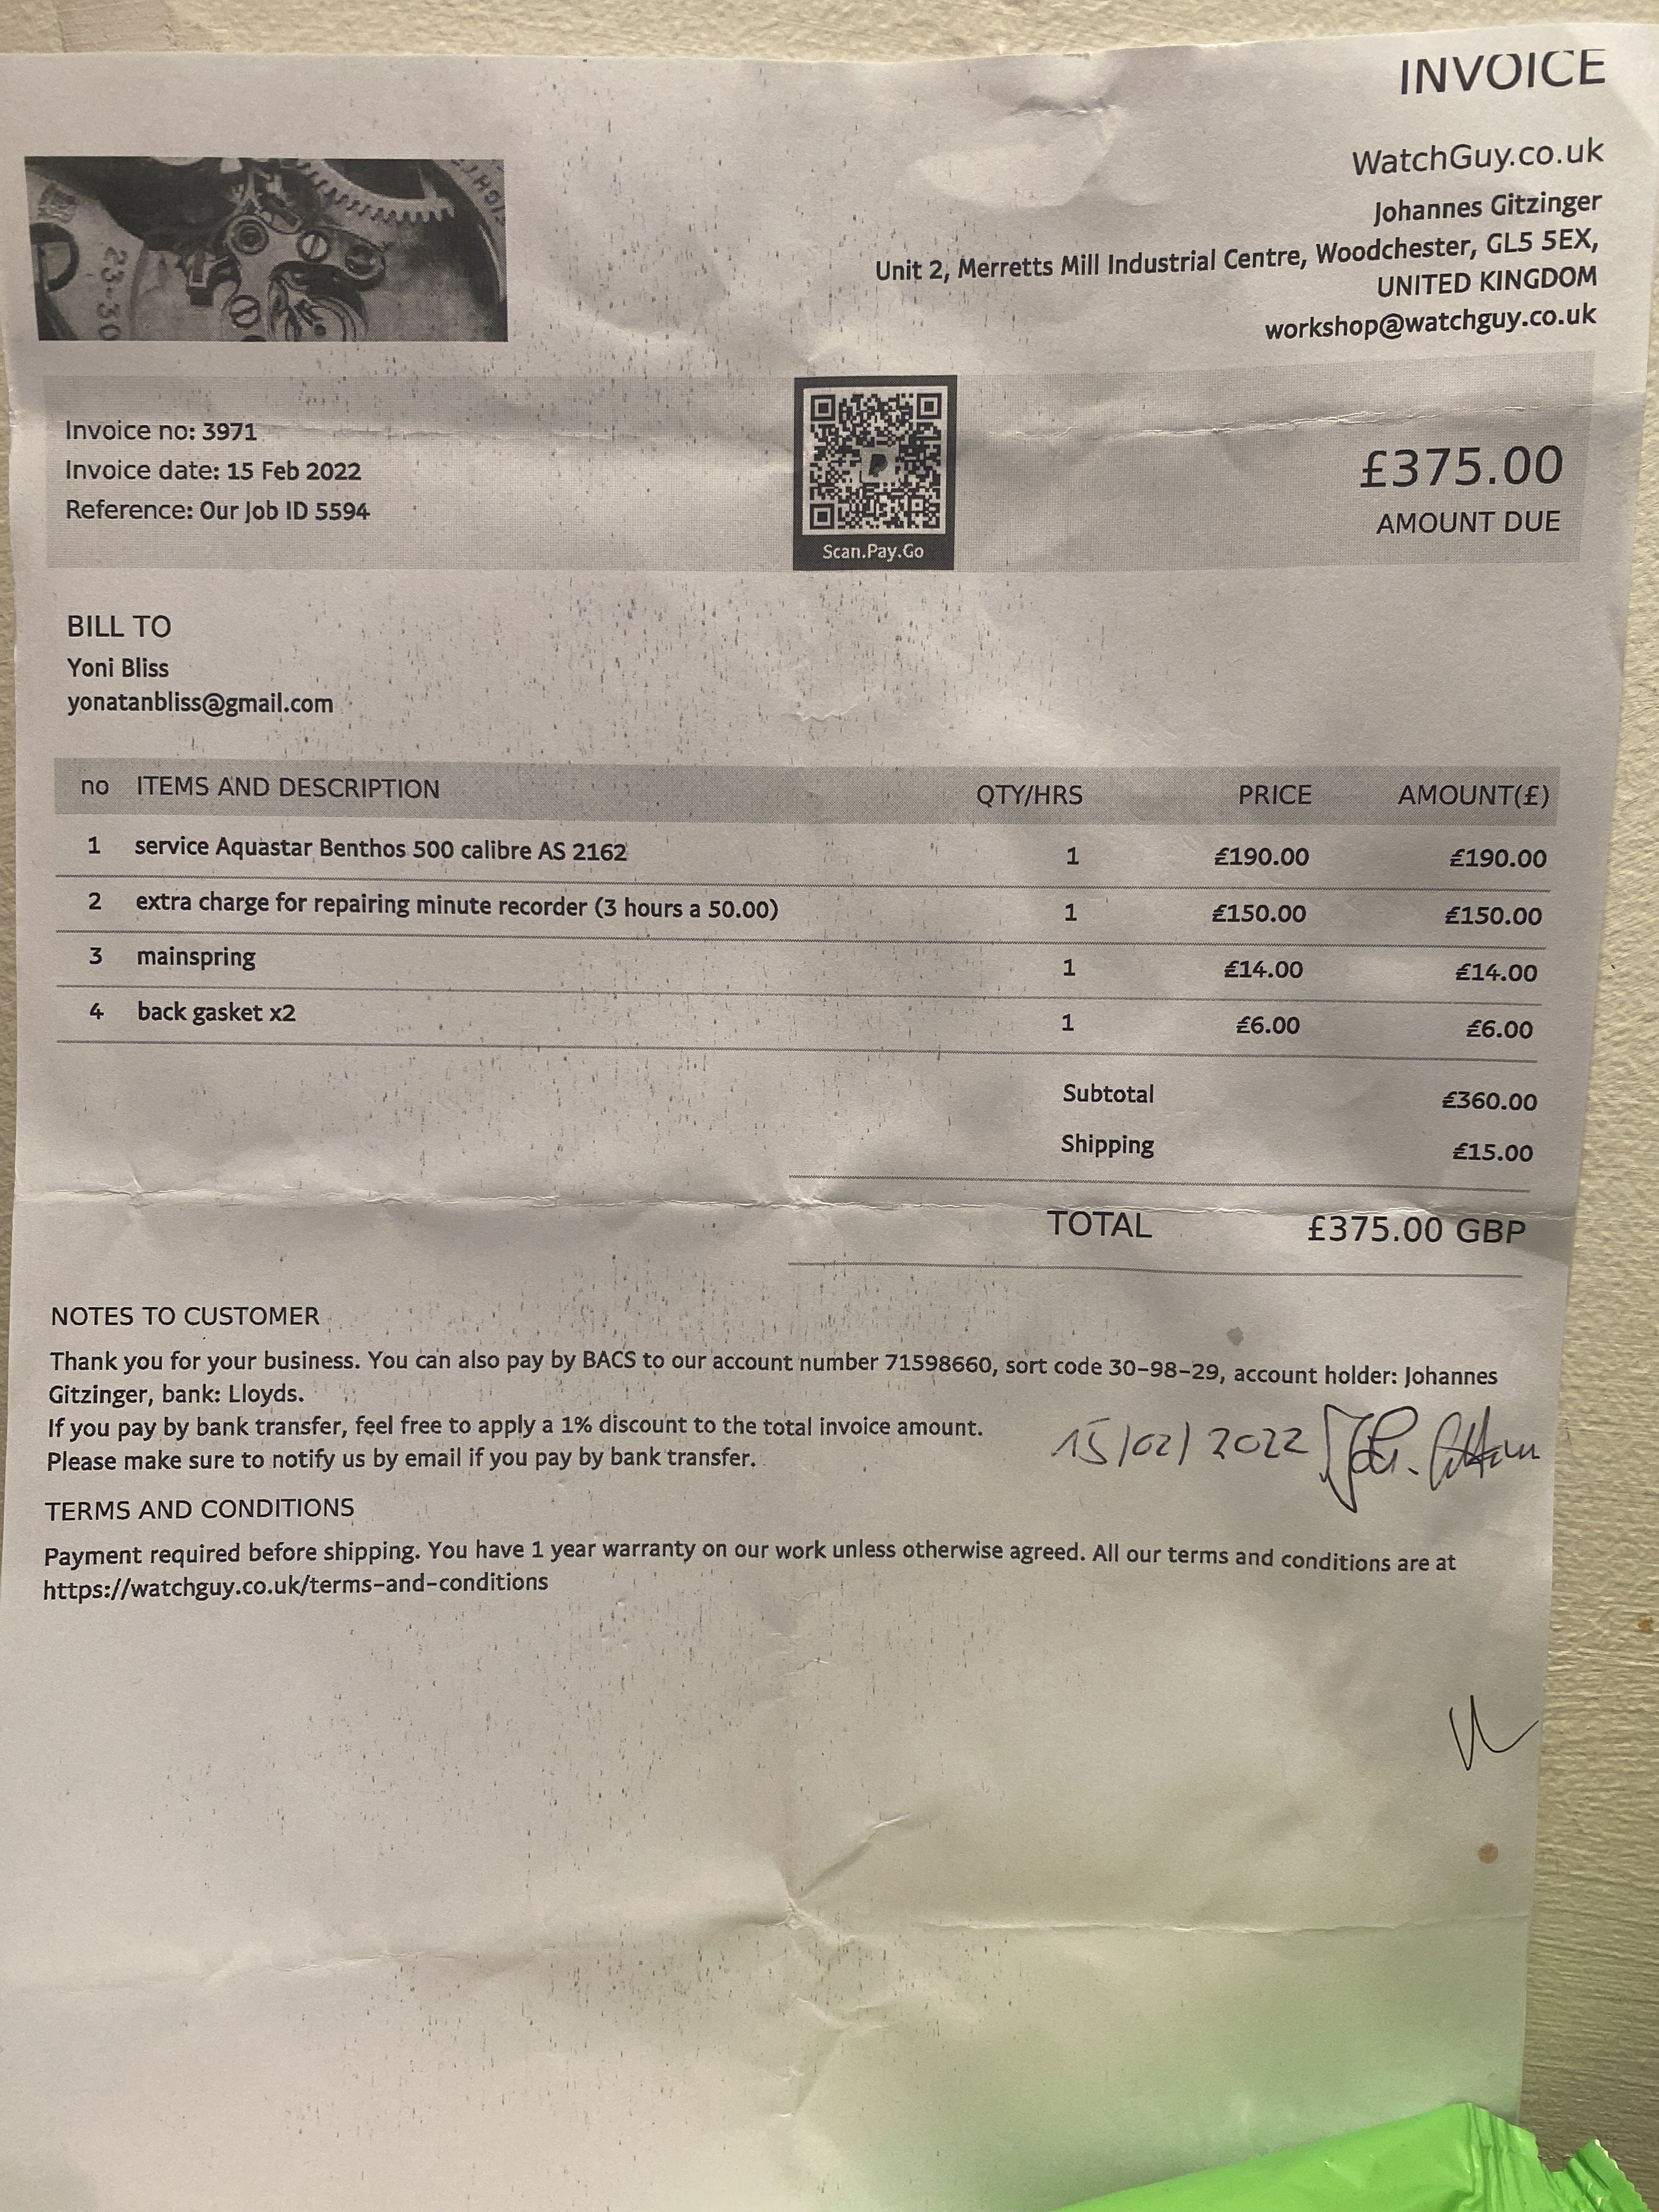 INVOICE
WatchGuy.co.uk
Johannes Gitzinger
Unit 2, Merretts Mill Industrial Centre, Woodchester, GL5 5EX,
UNITED KINGDOM
workshop@watchguy.co.uk
23-30
Invoice no: 3971
Invoice date: 15 Feb 2022
Reference: Our Job ID 5594
Scan.Pay.Go
£375.00
AMOUNT DUE
BILL TO
Yoni Bliss
yonatanbliss@gmail.com
no ITEMS AND DESCRIPTION QTY/HRS PRICE AMOUNT(£)
1 service Aquastar Benthos 500 calibre AS 2162 1 £190.00 £190.00
2 extra charge for repairing minute recorder (3 hours a 50.00) 1 £150.00 £150.00
3 mainspring 1 £14.00 £14.00
4 back gasket x2 1 £6.00 £6.00
Subtotal £360.00
Shipping £15.00
TOTAL £375.00 GBP
NOTES TO CUSTOMER
Thank you for your business. You can also pay by BACS to our account number 71598660, sort code 30-98-29, account holder: Johannes
Gitzinger, bank: Lloyds.
If you pay by bank transfer, feel free to apply a 1% discount to the total invoice amount.
Please make sure to notify us by email if you pay by bank transfer.
15/02/2022
TERMS AND CONDITIONS
Payment required before shipping. You have 1 year warranty on our work unless otherwise agreed. All our terms and conditions are at
https://watchguy.co.uk/terms-and-conditions